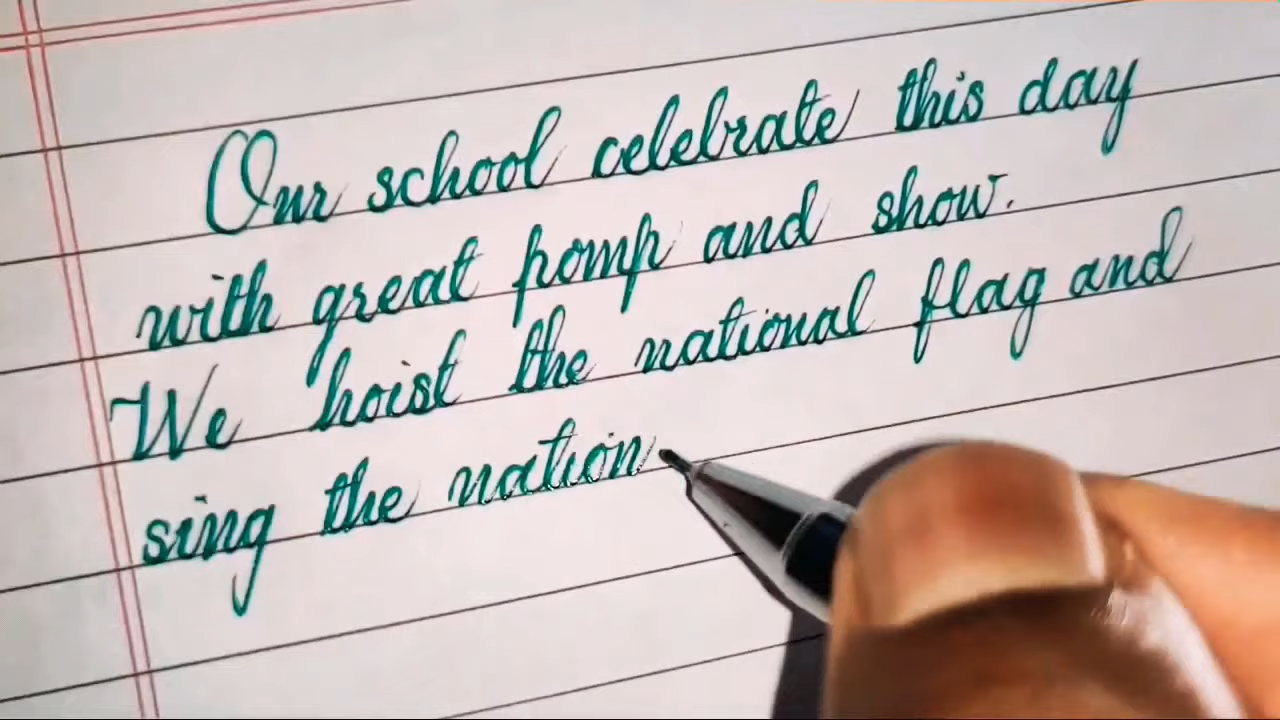 Our school celebrate this day
with great pomp and show.
We hoist the national flag and
sing the nation